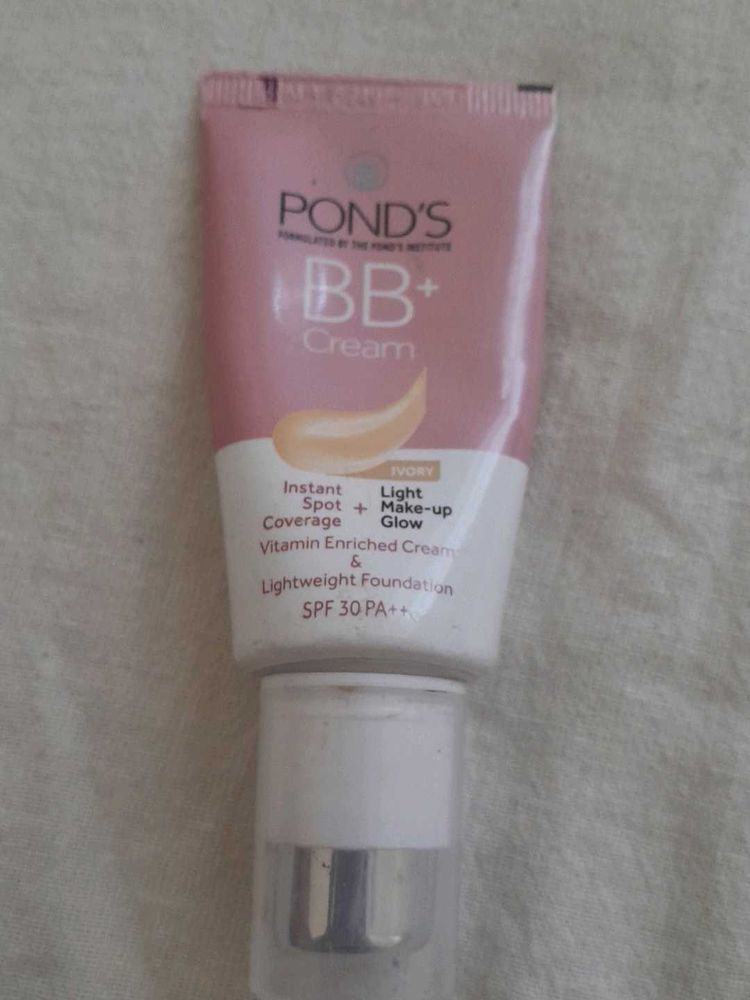 POND'S
FORMULATED BY THE POND'S INSTITUTE
BB+
Cream
IVORY
Instant Spot Coverage + Light Make-up Glow
Vitamin Enriched Cream
&
Lightweight Foundation
SPF 30 PA++